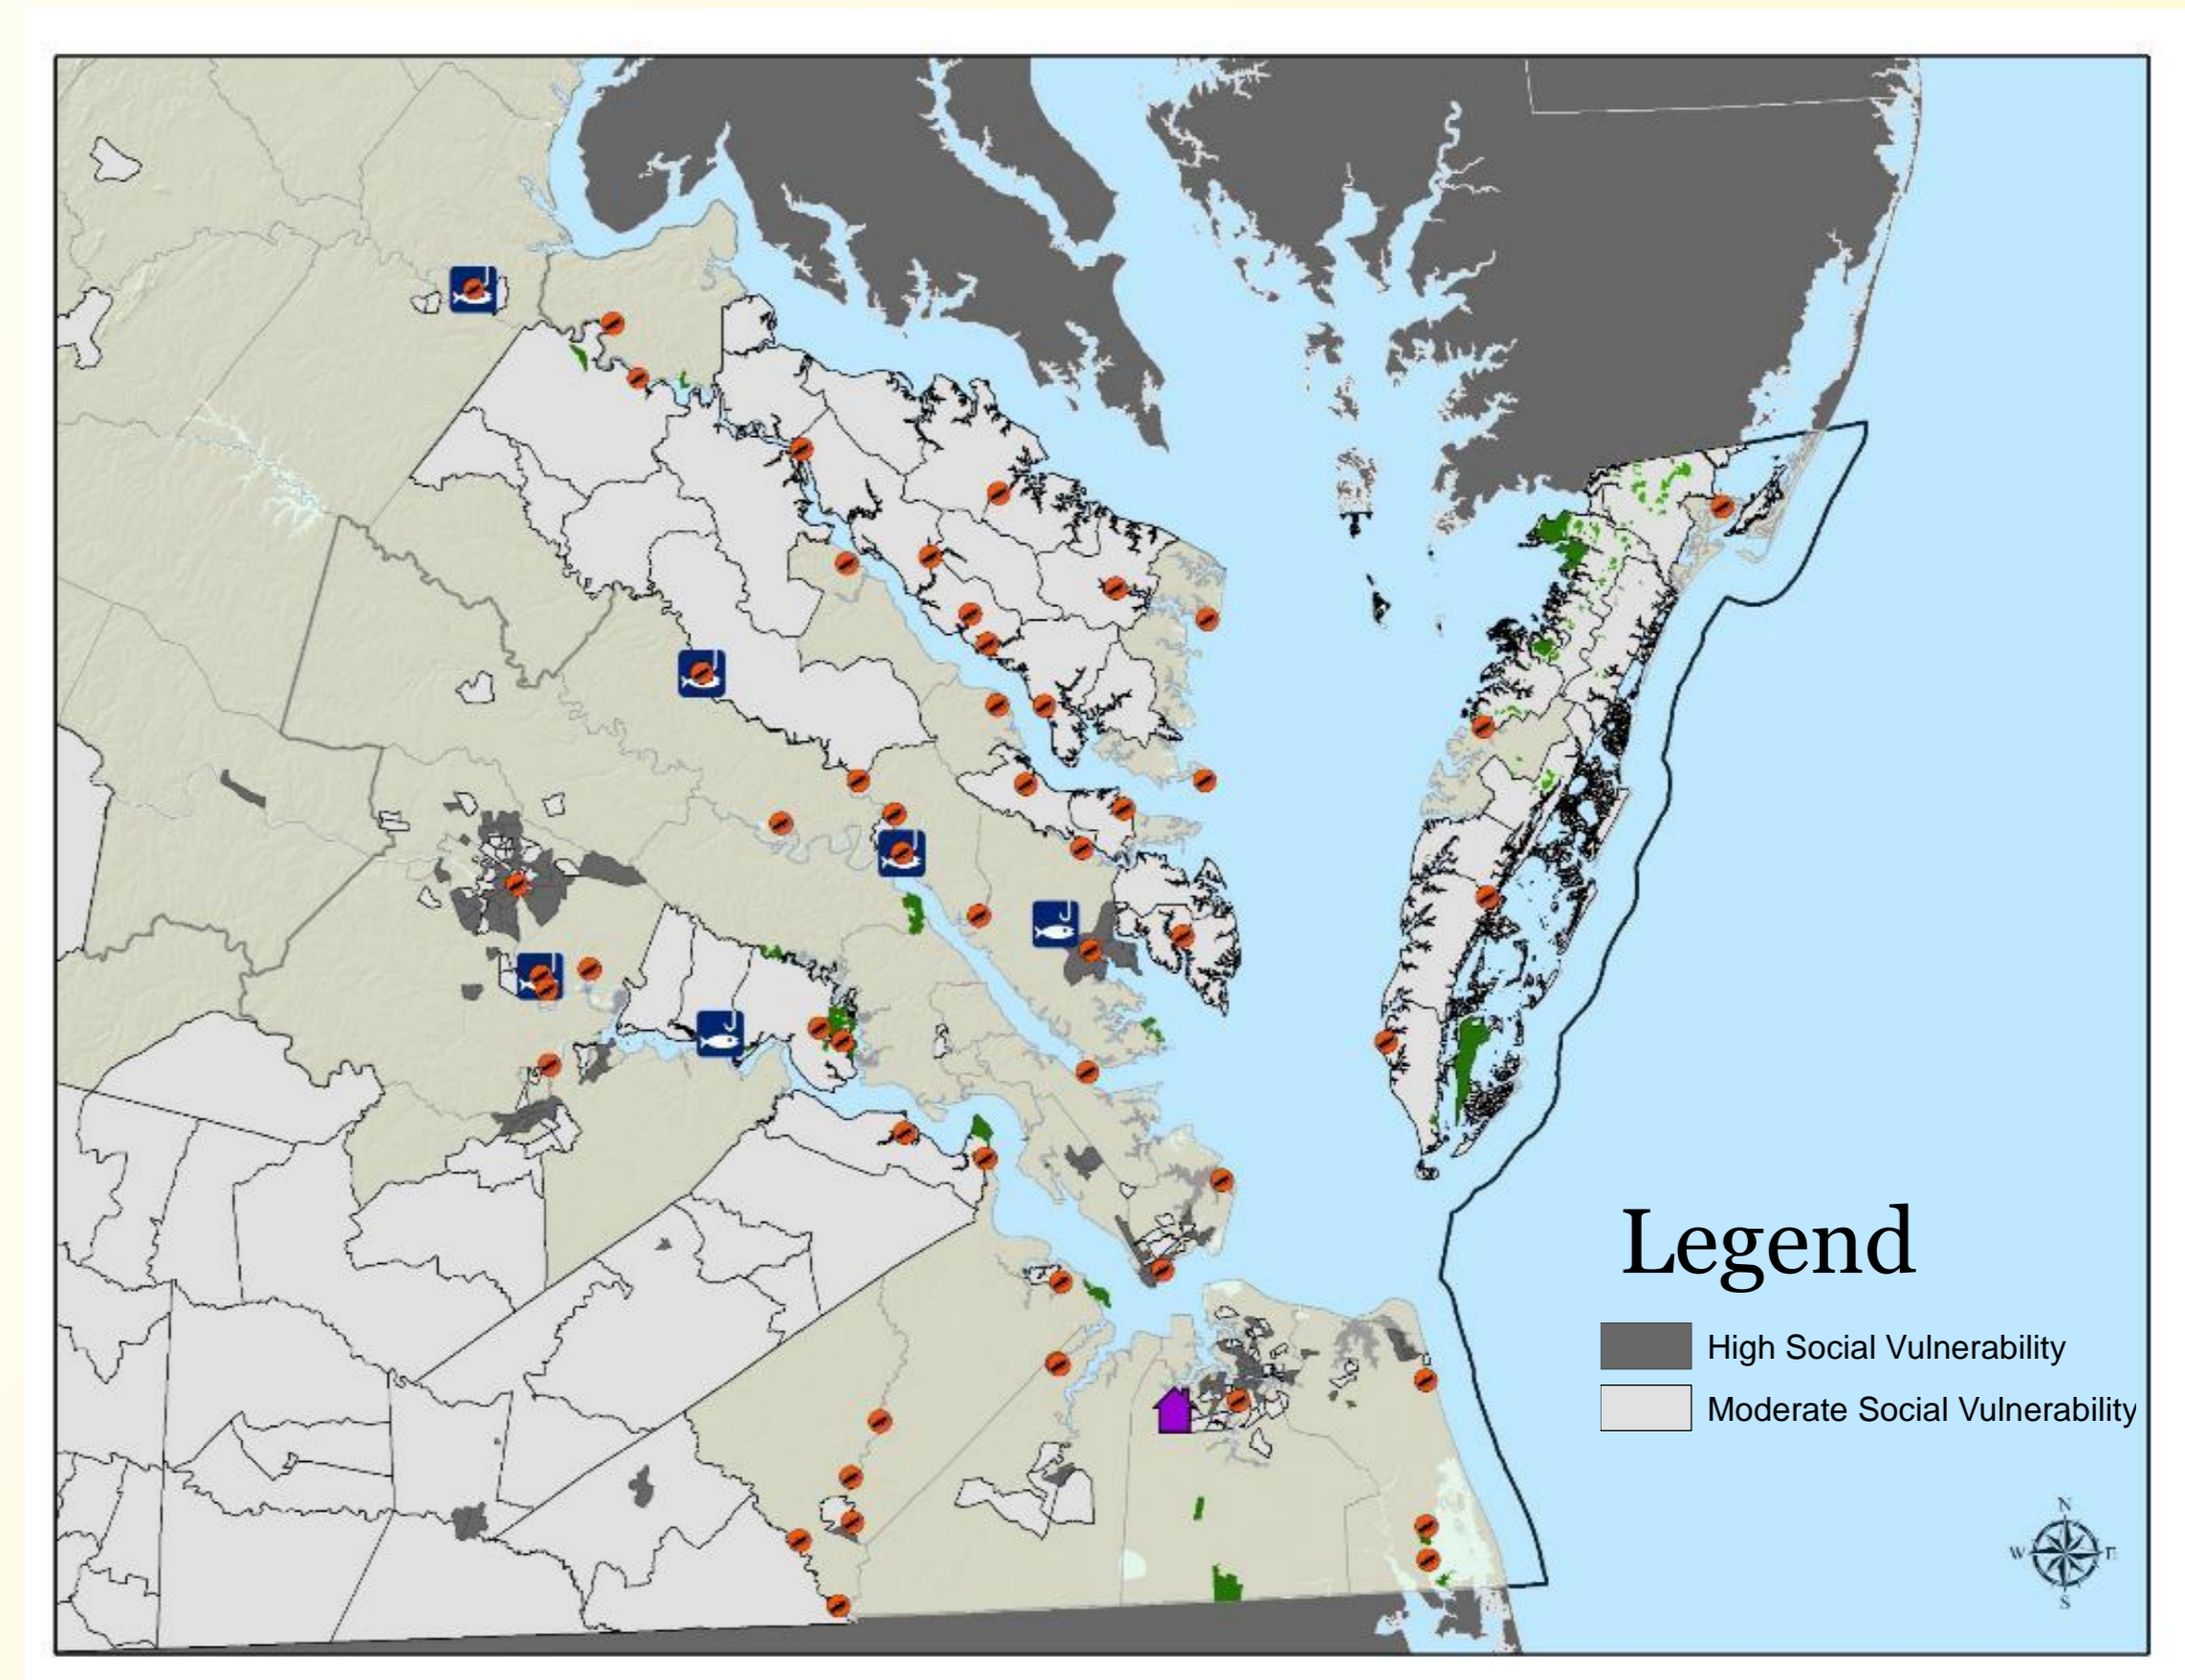 Legend
High Social Vulnerability
Moderate Social Vulnerability
N
W E
S